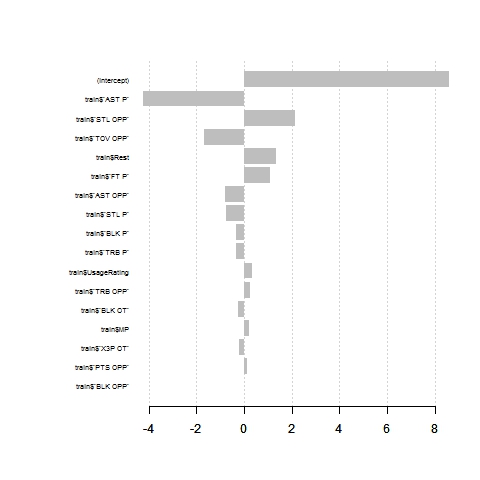 (Intercept)
train$`AST P`
train$`STL OPP`
train$`TOV OPP`
train$Rest
train$`FT P`
train$`AST OPP`
train$`STL P`
train$`BLK P`
train$`TRB P`
train$UsageRating
train$`TRB OPP`
train$`BLK OT`
train$MP
train$`X3P OT`
train$`PTS OPP`
train$`BLK OPP`
-4 -2 0 2 4 6 8